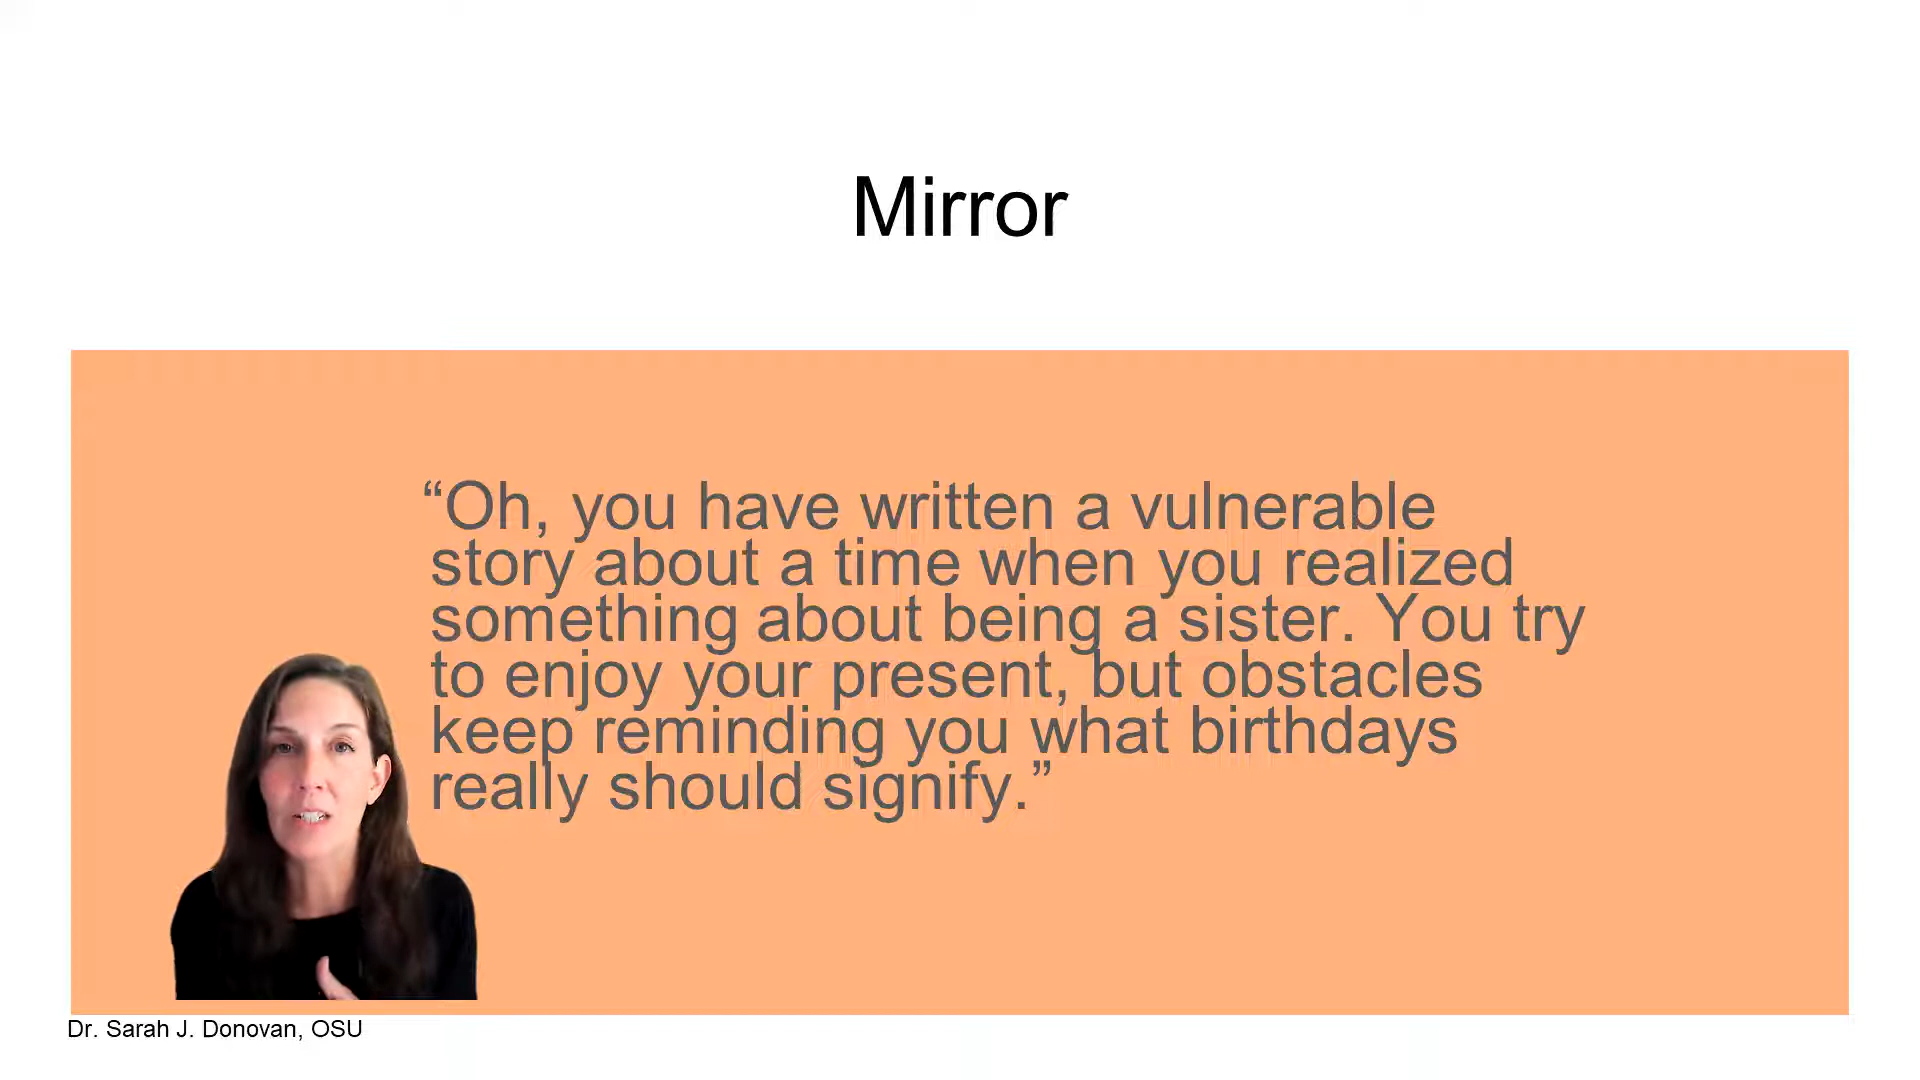 Mirror
“Oh, you have written a vulnerable
story about a time when you realized
something about being a sister. You try
to enjoy your present, but obstacles
keep reminding you what birthdays
really should signify.”
Dr. Sarah J. Donovan, OSU